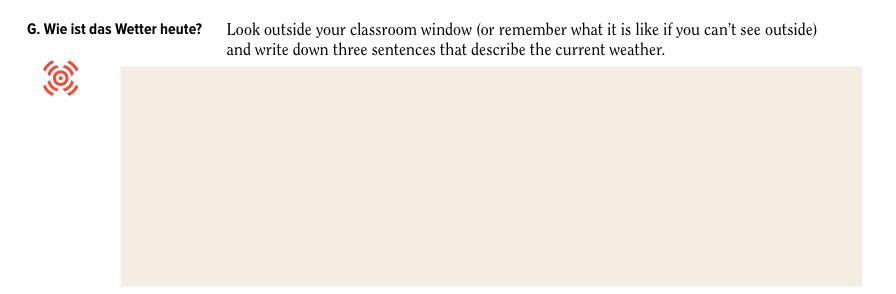 G. Wie ist das Wetter heute? Look outside your classroom window (or remember what it is like if you can’t see outside)
and write down three sentences that describe the current weather.